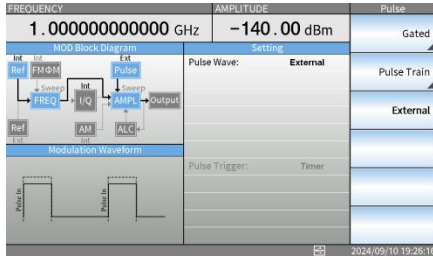 FREQUENCY
AMPLITUDE
Pulse
1.000000000000 GHz
-140.00 dBm
MOD Block Diagram
Setting
Int
Int
Ext
Ref
FMΦM
Pulse
Sweep
Int
Sweep
FREQ
I/Q
AMPL
Output
Ref
AM
ALC
Ext
Int
Pulse Wave:
External
Pulse Trigger:
Timer
Modulation Waveform
Pulse In
Pulse In
Gated
Pulse Train
External
2024/09/10 19:26:16